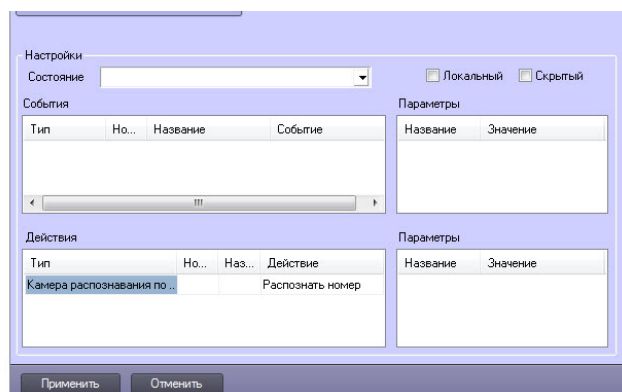 Настройки
Состояние Локальный Скрытый
События Параметры
Тип Но... Название Событие Название Значение
Действия Параметры
Тип Но... Наз... Действие Название Значение
Камера распознавания по .. Распознать номер
Применить Отменить